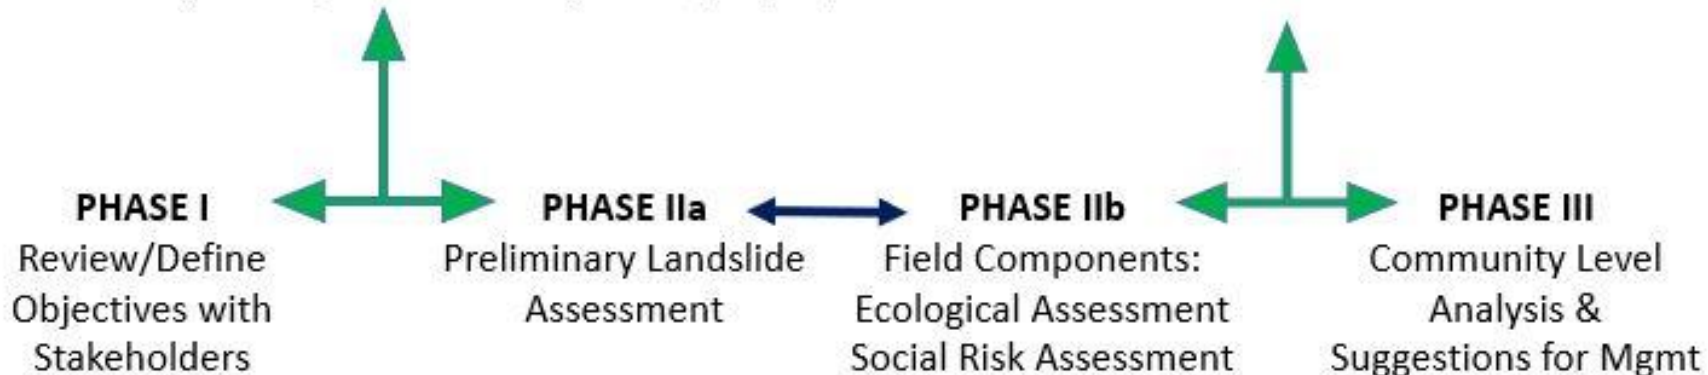 PHASE I
Review/Define
Objectives with
Stakeholders
PHASE IIa
Preliminary Landslide
Assessment
PHASE IIb
Field Components:
Ecological Assessment
Social Risk Assessment
PHASE III
Community Level
Analysis &
Suggestions for Mgmt